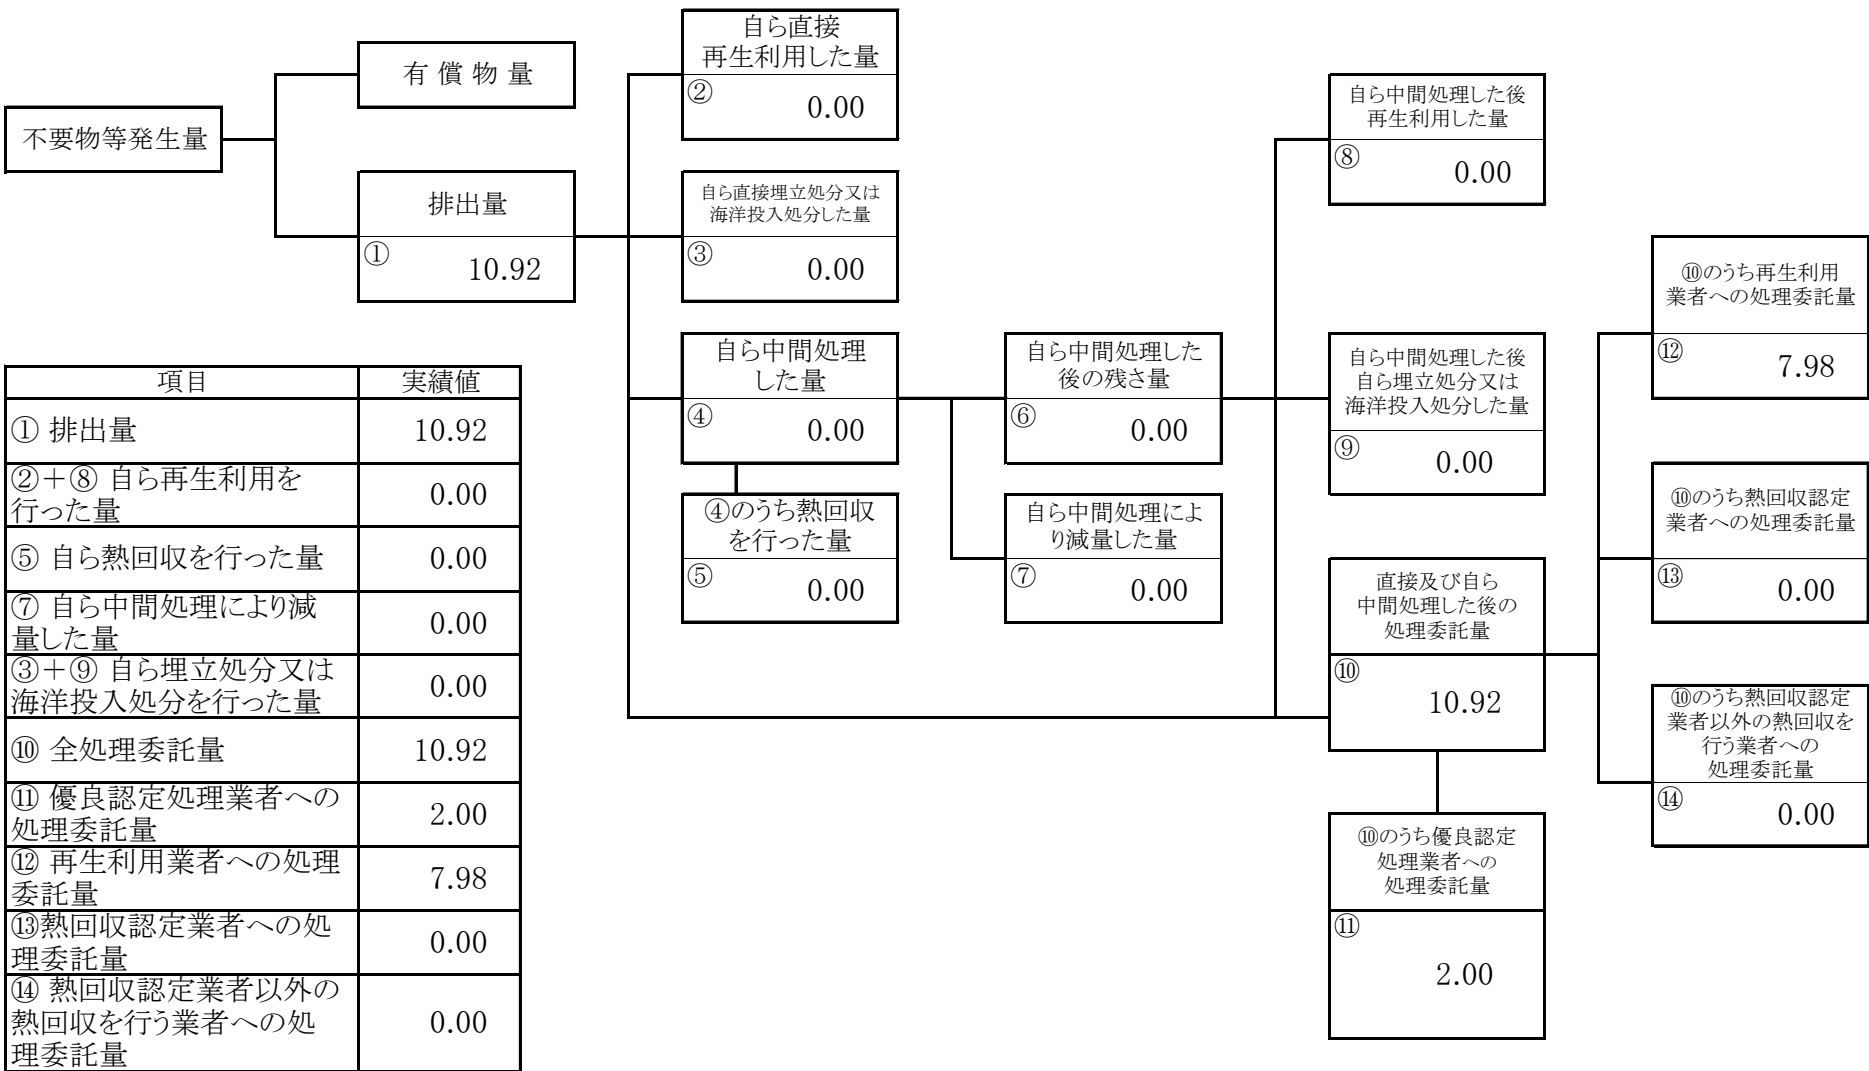 不要物等発生量
有 償 物 量
排出量
①
10.92
自ら直接
再生利用した量
②
0.00
自ら直接埋立処分又は
海洋投入処分した量
③
0.00
自ら中間処理
した量
④
0.00
④のうち熱回収
を行った量
⑤
0.00
自ら中間処理した
後の残さ量
⑥
0.00
自ら中間処理によ
り減量した量
⑦
0.00
自ら中間処理した後
再生利用した量
⑧
0.00
自ら中間処理した後
自ら埋立処分又は
海洋投入処分した量
⑨
0.00
直接及び自ら
中間処理した後の
処理委託量
⑩
10.92
⑩のうち優良認定
処理業者への
処理委託量
⑪
2.00
⑩のうち再生利用
業者への処理委託量
⑫
7.98
⑩のうち熱回収認定
業者への処理委託量
⑬
0.00
⑩のうち熱回収認定
業者以外の熱回収を
行う業者への
処理委託量
⑭
0.00
項目 実績値
① 排出量 10.92
②+⑧ 自ら再生利用を
行った量 0.00
⑤ 自ら熱回収を行った量 0.00
⑦ 自ら中間処理により減
量した量 0.00
③+⑨ 自ら埋立処分又は
海洋投入処分を行った量 0.00
⑩ 全処理委託量 10.92
⑪ 優良認定処理業者への
処理委託量 2.00
⑫ 再生利用業者への処理
委託量 7.98
⑬熱回収認定業者への処
理委託量 0.00
⑭ 熱回収認定業者以外の
熱回収を行う業者への処
理委託量 0.00